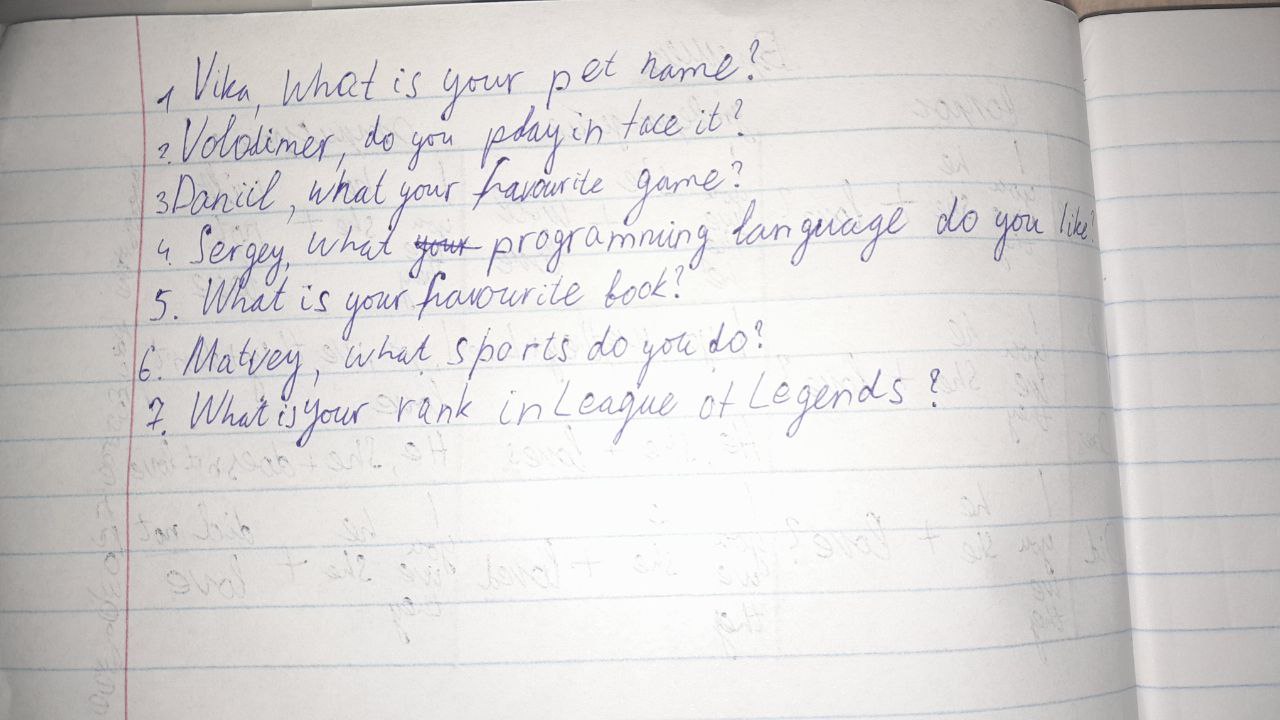 1 Vika, What is your pet name?
2. Volodimer, do you play in face it?
3 Daniil, what your favourite game?
4. Sergey, what your programming language do you like?
5. What is your favourite book?
6. Matvey, what sports do you do?
7. What is your rank in League of Legends?